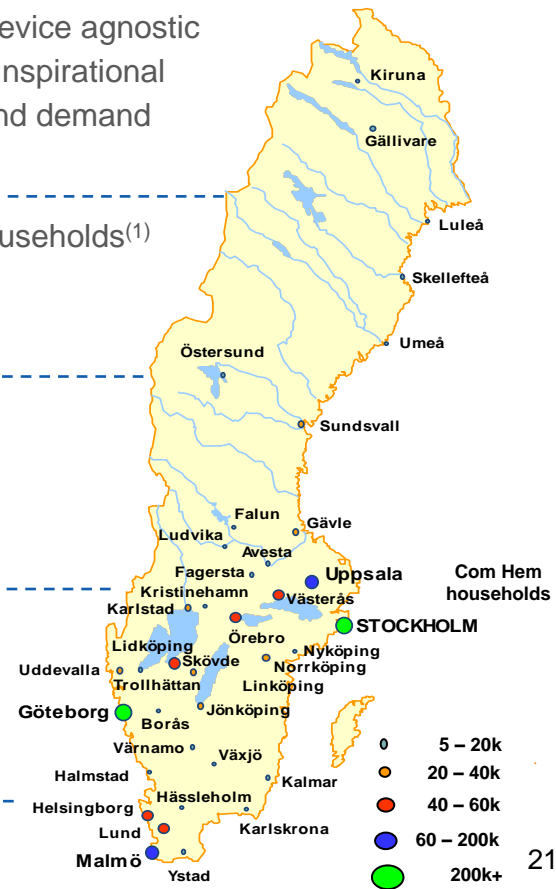 evice agnostic
nspirational
nd demand
ouseholds(1)
Kiruna
Gällivare
Luleå
Skellefteå
Umeå
Östersund
Sundsvall
Falun
Gävle
Ludvika
Avesta
Fagersta
Uppsala
Kristinehamn
Västerås
Karlstad
STOCKHOLM
Örebro
Lidköping
Nyköping
Skövde
Norrköping
Uddevalla
Trollhättan
Linköping
Göteborg
Jönköping
Borås
Värnamo
Växjö
Halmstad
Kalmar
Hässleholm
Helsingborg
Karlskrona
Lund
Malmö
Ystad
Com Hem
households
5 – 20k
20 – 40k
40 – 60k
60 – 200k
200k+
21